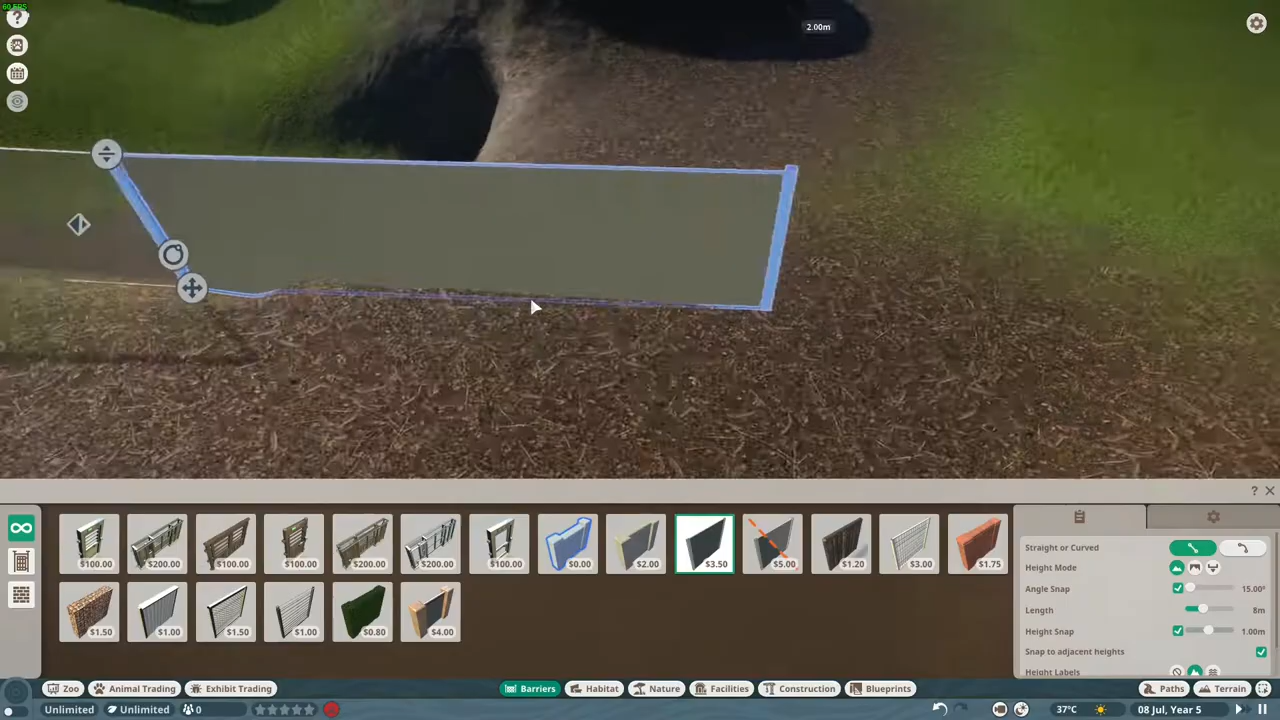 60 FPS
?
2.00m
?
$100.00 $200.00 $100.00 $100.00 $200.00 $200.00 $100.00 $0.00 $2.00 $3.50 $5.00 $1.20 $3.00 $1.75
$1.50 $1.00 $1.50 $1.00 $0.80 $4.00
Straight or Curved
Height Mode
Angle Snap 15.00°
Length 8m
Height Snap 1.00m
Snap to adjacent heights
Height Labels
Zoo Animal Trading Exhibit Trading Barriers Habitat Nature Facilities Construction Blueprints Paths Terrain
Unlimited Unlimited 0 37°C 08 Jul, Year 5